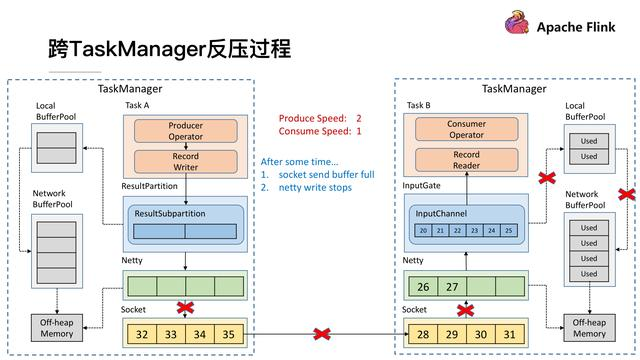 Apache Flink
跨TaskManager反压过程
TaskManager
Local
BufferPool
Task A
Producer
Operator
Record
Writer
ResultPartition
ResultSubpartition
Network
BufferPool
Netty
Socket
Off-heap
Memory
32 33 34 35
Produce Speed: 2
Consume Speed: 1
After some time...
1. socket send buffer full
2. netty write stops
TaskManager
Task B
Consumer
Operator
Record
Reader
InputGate
InputChannel
20 21 22 23 24 25
Netty
26 27
Socket
28 29 30 31
Local
BufferPool
Used
Used
Network
BufferPool
Used
Used
Used
Used
Off-heap
Memory